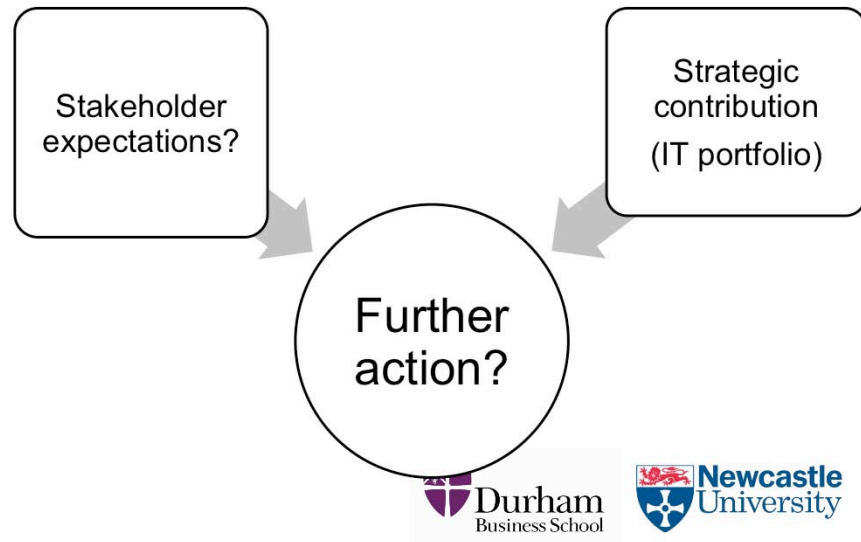 Stakeholder
expectations?
Strategic
contribution
(IT portfolio)
Further
action?
Durham
Business School
Newcastle
University